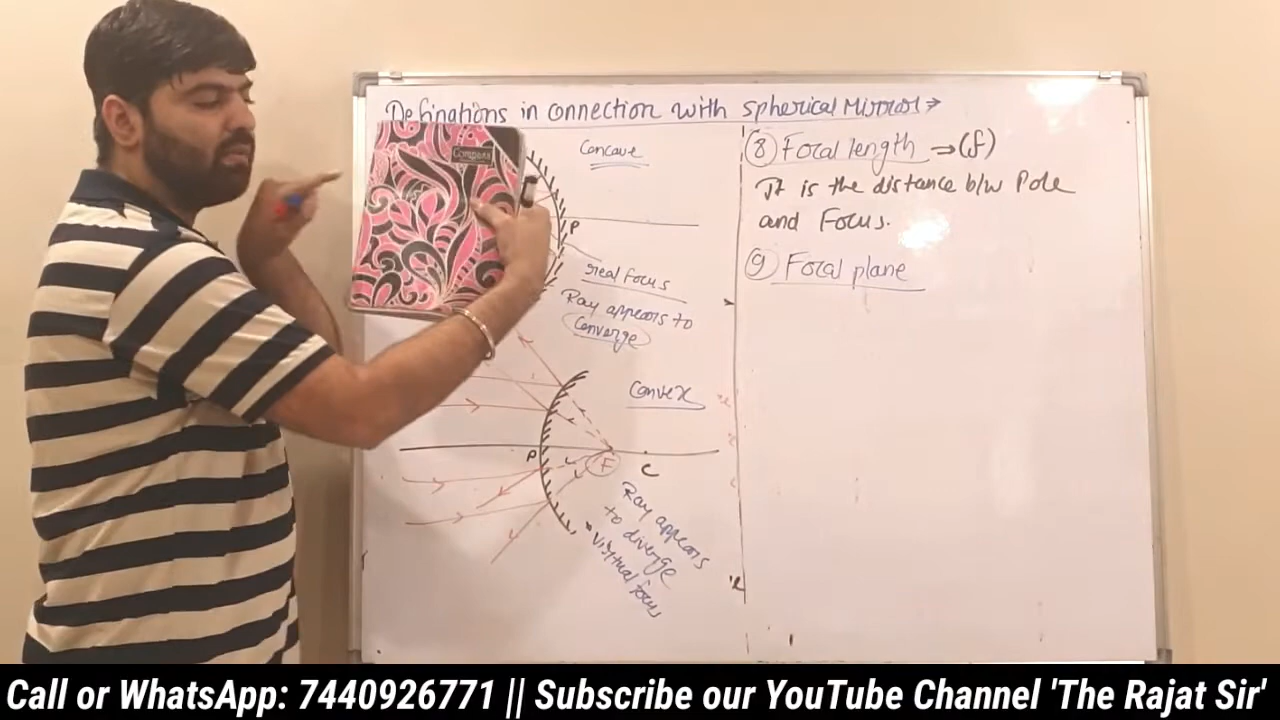 Definations in connection with spherical Mirror→
Compass
Concave
P
real focus
Ray appears to
Converge
Convex
P
F
C
Ray appears
to diverge
virtual focus
⑧ Focal length → (f)
It is the distance b/w Pole
and Focus.
⑨ Focal plane
Call or WhatsApp: 7440926771 || Subscribe our YouTube Channel 'The Rajat Sir'